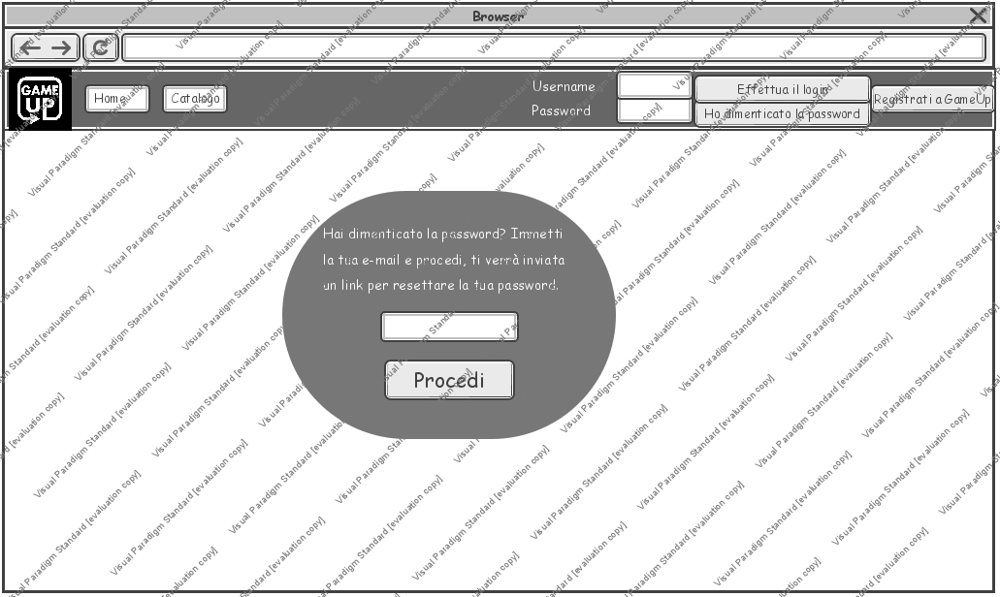 Browser
GAME
UP
Home
Catalogo
Username
Password
Effettua il login
Ho dimenticato la password
Registrati a GameUp
Hai dimenticato la password? Immetti
la tua e-mail e procedi, ti verrà inviata
un link per resettare la tua password.
Procedi
Visual Paradigm Standard [evaluation copy]